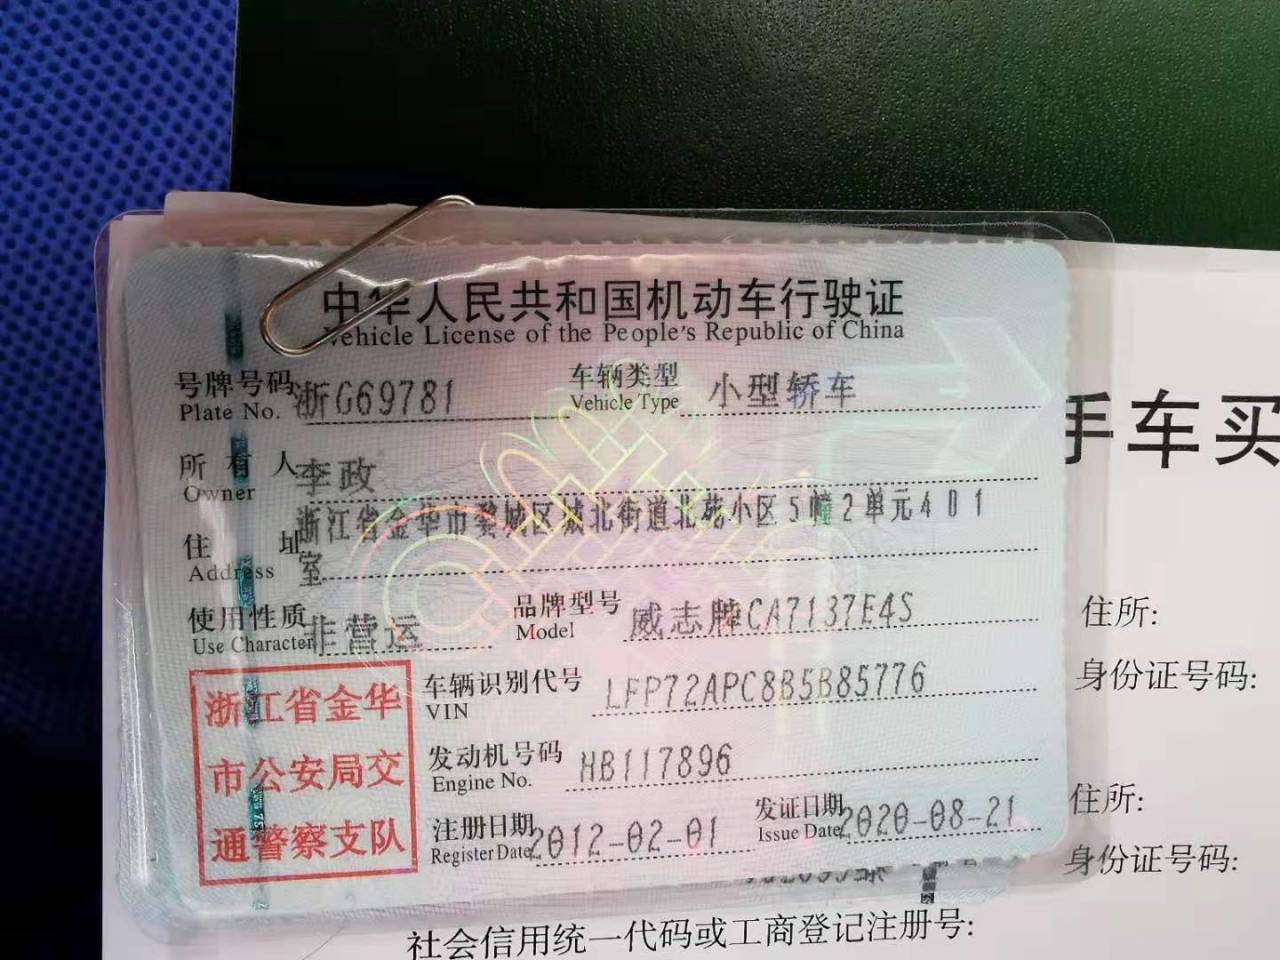 中华人民共和国机动车行驶证
Vehicle License of the People's Republic of China
号牌号码 浙G69781 车辆类型 小型轿车
Plate No. Vehicle Type
所有人 李政
Owner
浙江省金华市婺城区城北街道北苑小区5幢2单元401
住址 室
Address
使用性质 非营运 品牌型号 威志牌CA7137E4S
Use Character Model
车辆识别代号 LFP72APC8B5B85776
VIN
发动机号码 HB117896
Engine No.
注册日期 2012-02-01 发证日期 2020-08-21
Register Date Issue Date
浙江省金华
市公安局交
通警察支队
手车买
住所:
身份证号码:
住所:
身份证号码:
社会信用统一代码或工商登记注册号: